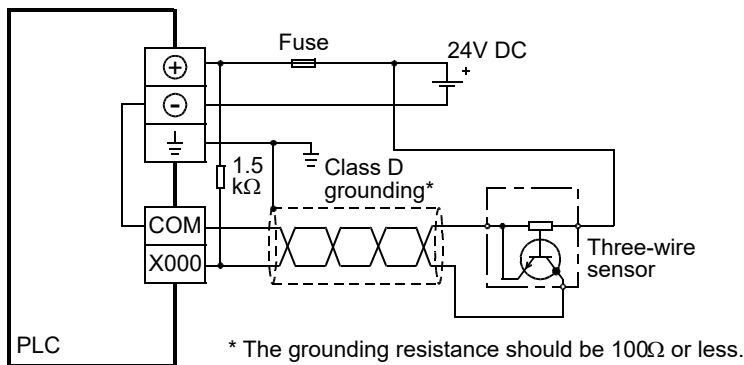 Fuse
24V DC
+
+
-
1.5
kΩ
Class D
grounding*
COM
X000
Three-wire
sensor
PLC
* The grounding resistance should be 100Ω or less.